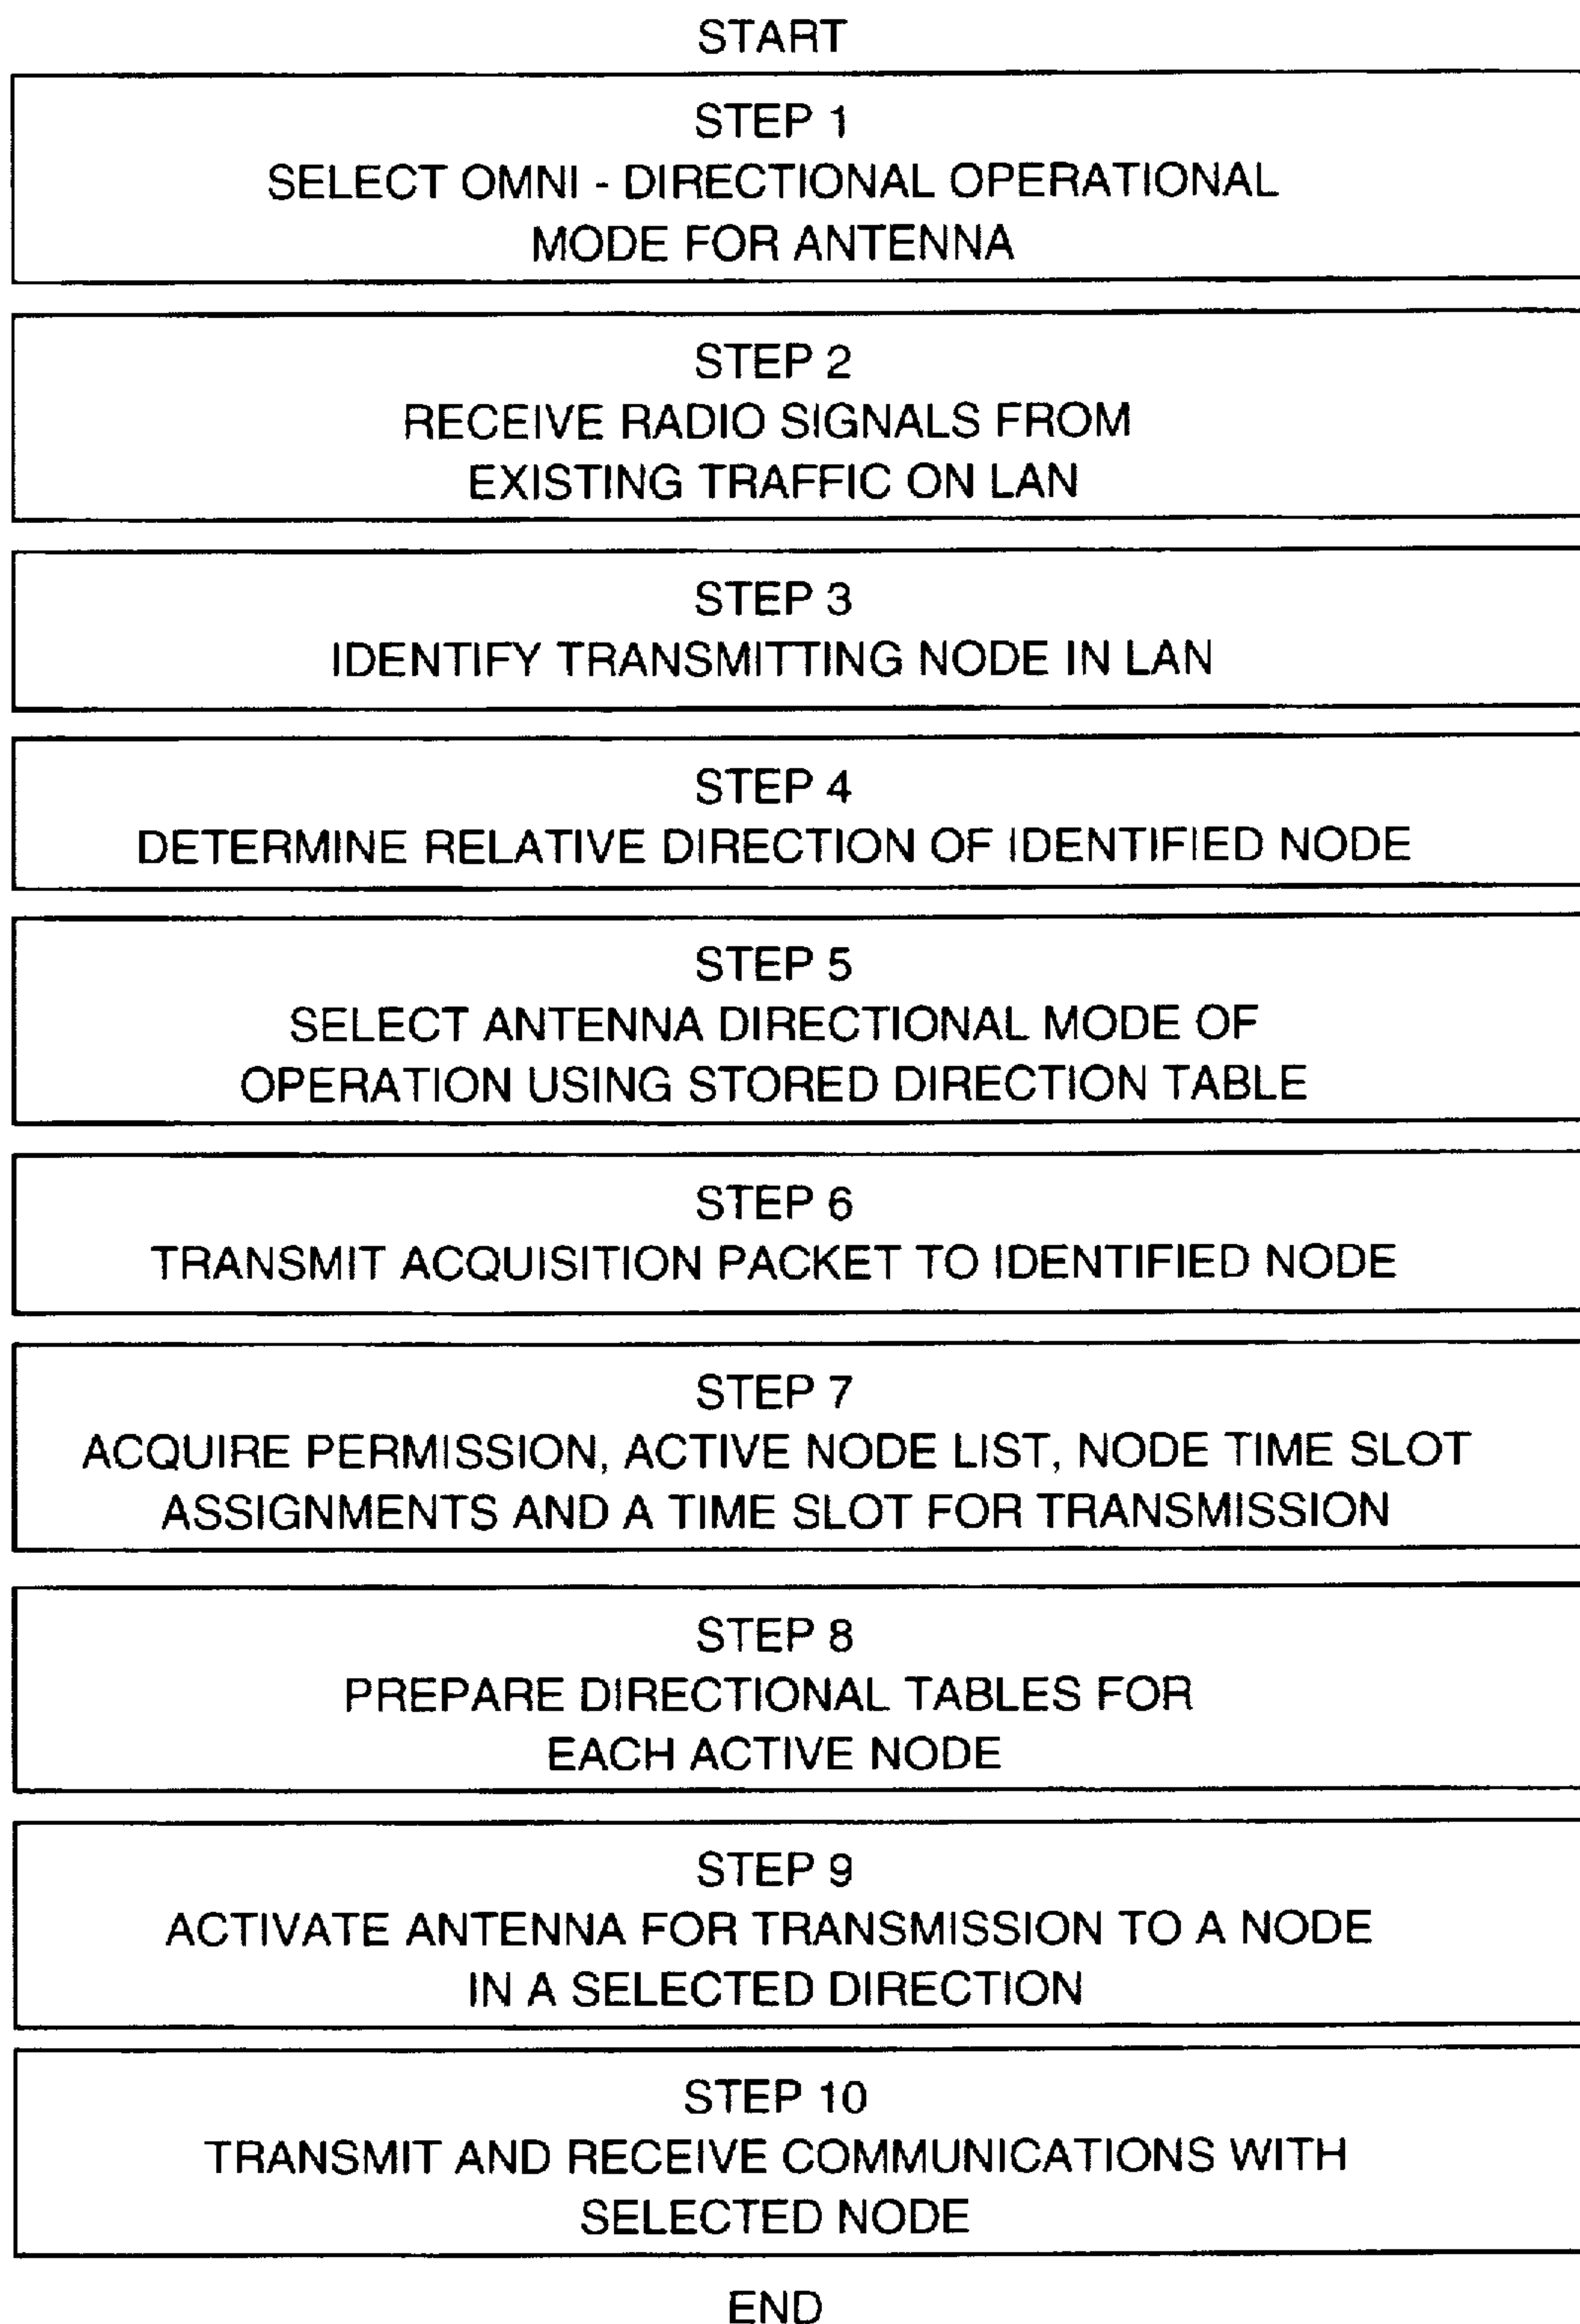 START
STEP 1
SELECT OMNI - DIRECTIONAL OPERATIONAL
MODE FOR ANTENNA
STEP 2
RECEIVE RADIO SIGNALS FROM
EXISTING TRAFFIC ON LAN
STEP 3
IDENTIFY TRANSMITTING NODE IN LAN
STEP 4
DETERMINE RELATIVE DIRECTION OF IDENTIFIED NODE
STEP 5
SELECT ANTENNA DIRECTIONAL MODE OF
OPERATION USING STORED DIRECTION TABLE
STEP 6
TRANSMIT ACQUISITION PACKET TO IDENTIFIED NODE
STEP 7
ACQUIRE PERMISSION, ACTIVE NODE LIST, NODE TIME SLOT
ASSIGNMENTS AND A TIME SLOT FOR TRANSMISSION
STEP 8
PREPARE DIRECTIONAL TABLES FOR
EACH ACTIVE NODE
STEP 9
ACTIVATE ANTENNA FOR TRANSMISSION TO A NODE
IN A SELECTED DIRECTION
STEP 10
TRANSMIT AND RECEIVE COMMUNICATIONS WITH
SELECTED NODE
END